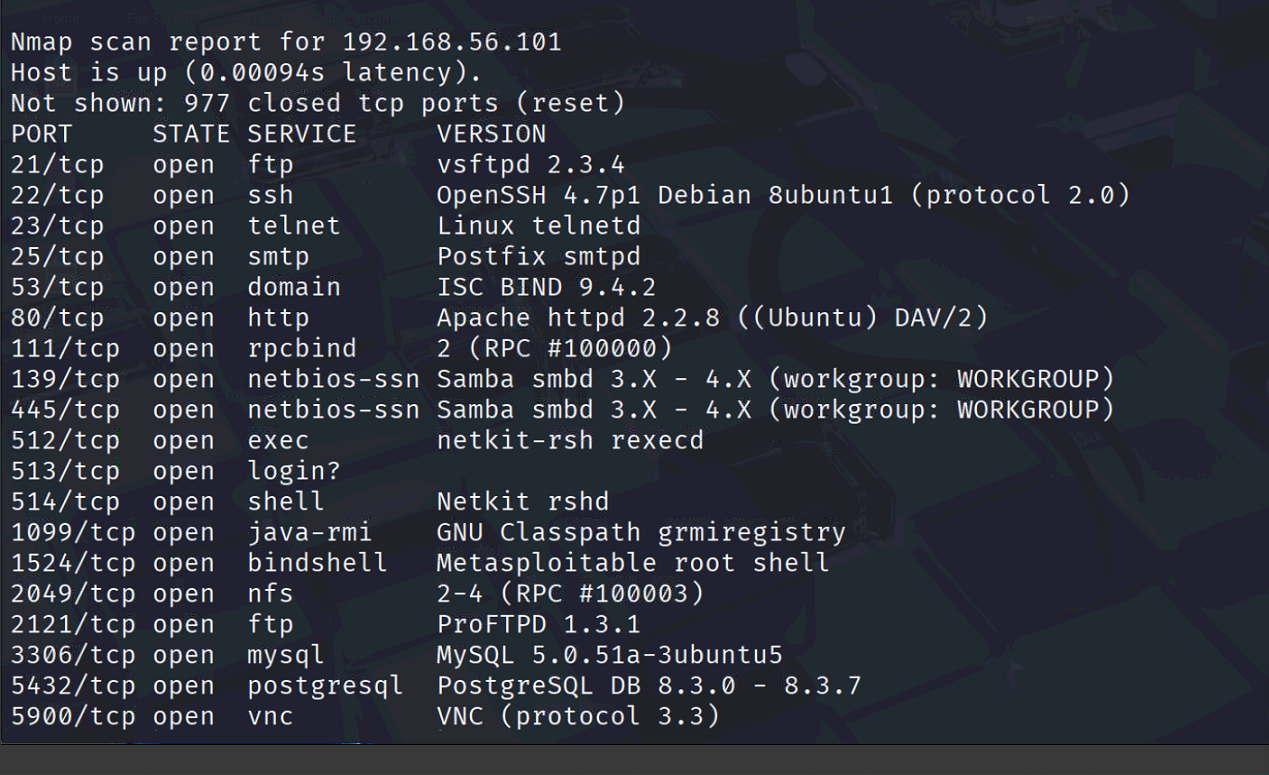 Home File S
Nmap scan report for 192.168.56.101
Host is up (0.00094s latency).
Not shown: 977 closed tcp ports (reset)
PORT     STATE SERVICE     VERSION
21/tcp   open  ftp         vsftpd 2.3.4
22/tcp   open  ssh         OpenSSH 4.7p1 Debian 8ubuntu1 (protocol 2.0)
23/tcp   open  telnet      Linux telnetd
25/tcp   open  smtp        Postfix smtpd
53/tcp   open  domain      ISC BIND 9.4.2
80/tcp   open  http        Apache httpd 2.2.8 ((Ubuntu) DAV/2)
111/tcp  open  rpcbind     2 (RPC #100000)
139/tcp  open  netbios-ssn Samba smbd 3.X - 4.X (workgroup: WORKGROUP)
445/tcp  open  netbios-ssn Samba smbd 3.X - 4.X (workgroup: WORKGROUP)
512/tcp  open  exec        netkit-rsh rexecd
513/tcp  open  login?
514/tcp  open  shell       Netkit rshd
1099/tcp open  java-rmi    GNU Classpath grmiregistry
1524/tcp open  bindshell   Metasploitable root shell
2049/tcp open  nfs         2-4 (RPC #100003)
2121/tcp open  ftp         ProFTPD 1.3.1
3306/tcp open  mysql       MySQL 5.0.51a-3ubuntu5
5432/tcp open  postgresql  PostgreSQL DB 8.3.0 - 8.3.7
5900/tcp open  vnc         VNC (protocol 3.3)